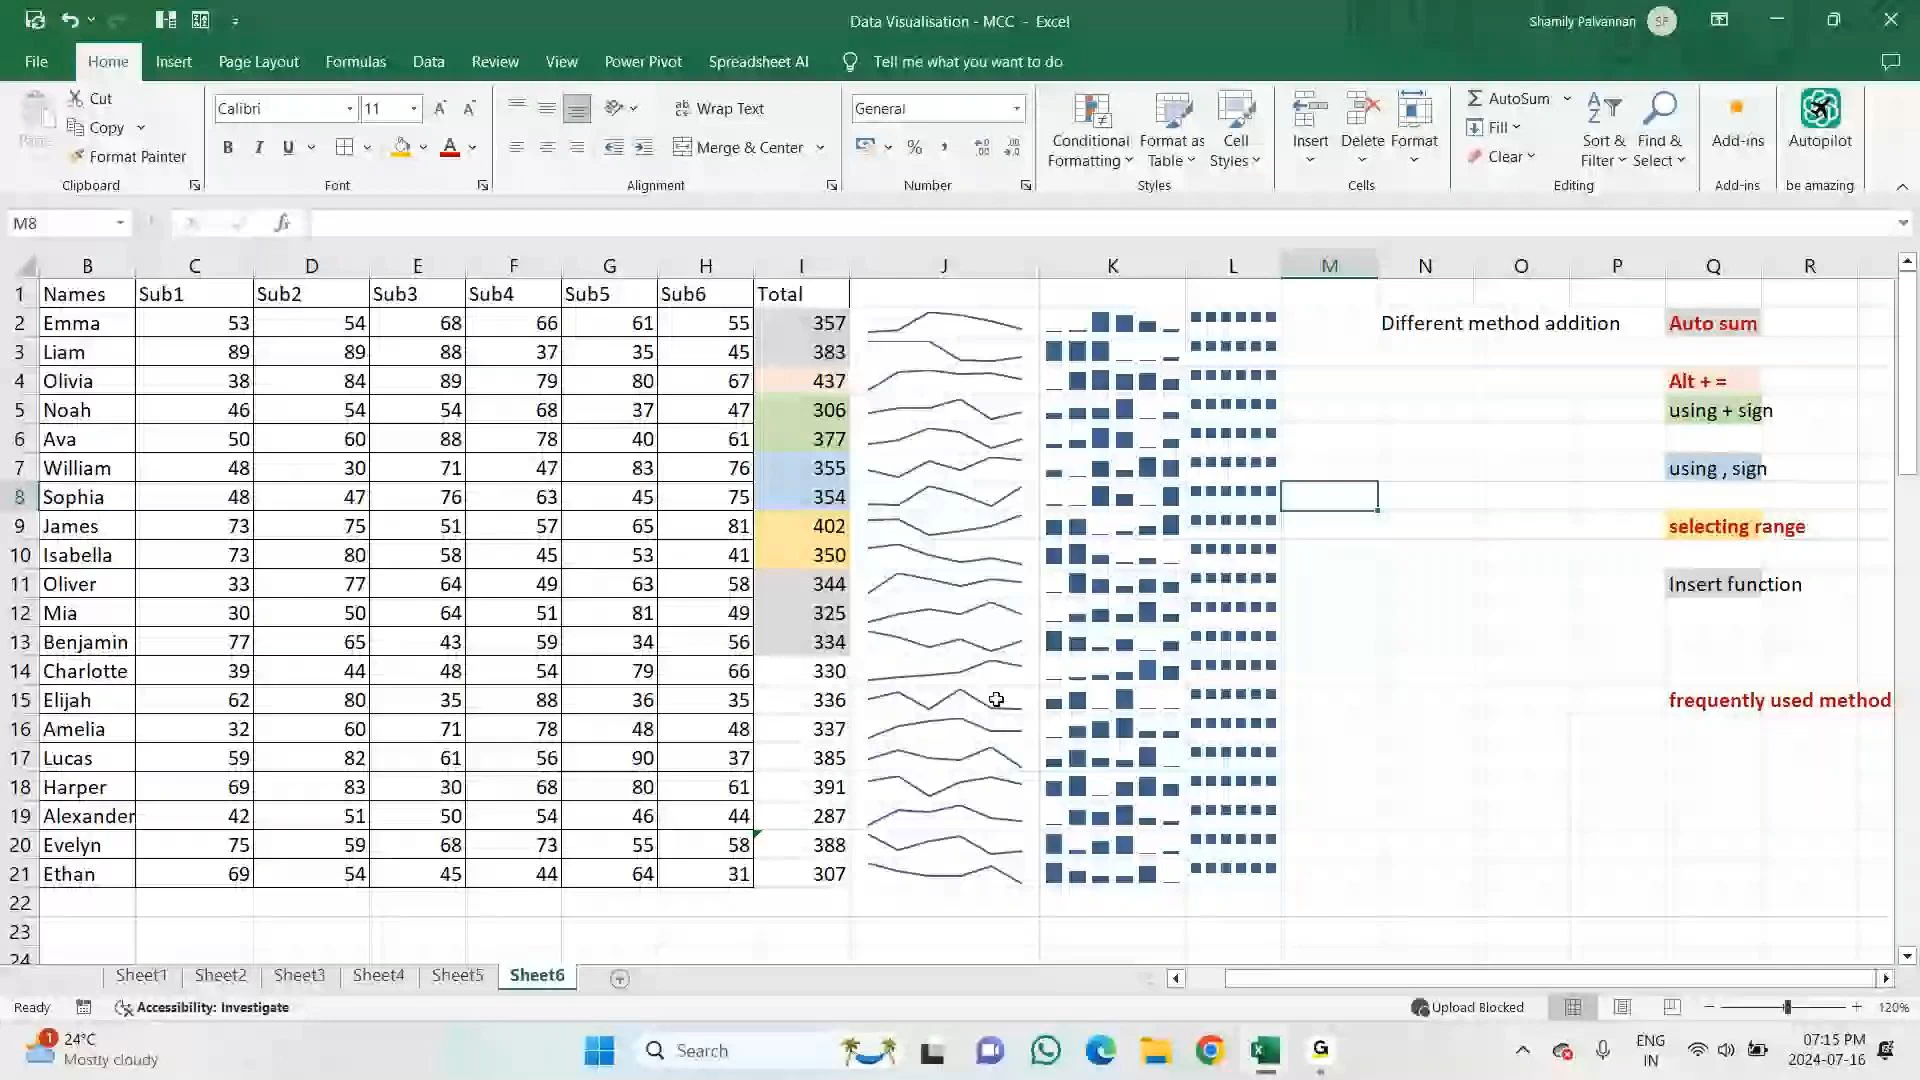 Data Visualisation - MCC - Excel
Shamily Palvannan SF
File Home Insert Page Layout Formulas Data Review View Power Pivot Spreadsheet AI Tell me what you want to do
Cut
Copy
Format Painter
Paste
Clipboard
Calibri 11
B I U A
Font
Wrap Text
Merge & Center
Alignment
General
% ,
Number
Conditional Formatting
Format as Table
Cell Styles
Styles
Insert Delete Format
Cells
AutoSum
Fill
Clear
Sort & Filter
Find & Select
Editing
Add-ins
Add-ins
Autopilot
be amazing
M8 fx
B C D E F G H I J K L M N O P Q R
1 Names Sub1 Sub2 Sub3 Sub4 Sub5 Sub6 Total
2 Emma 53 54 68 66 61 55 357 Different method addition Auto sum
3 Liam 89 89 88 37 35 45 383
4 Olivia 38 84 89 79 80 67 437 Alt + =
5 Noah 46 54 54 68 37 47 306 using + sign
6 Ava 50 60 88 78 40 61 377
7 William 48 30 71 47 83 76 355 using , sign
8 Sophia 48 47 76 63 45 75 354
9 James 73 75 51 57 65 81 402 selecting range
10 Isabella 73 80 58 45 53 41 350
11 Oliver 33 77 64 49 63 58 344 Insert function
12 Mia 30 50 64 51 81 49 325
13 Benjamin 77 65 43 59 34 56 334
14 Charlotte 39 44 48 54 79 66 330
15 Elijah 62 80 35 88 36 35 336 frequently used method
16 Amelia 32 60 71 78 48 48 337
17 Lucas 59 82 61 56 90 37 385
18 Harper 69 83 30 68 80 61 391
19 Alexander 42 51 50 54 46 44 287
20 Evelyn 75 59 68 73 55 58 388
21 Ethan 69 54 45 44 64 31 307
22
23
24
Sheet1 Sheet2 Sheet3 Sheet4 Sheet5 Sheet6
Ready Accessibility: Investigate Upload Blocked 120%
1 24°C
Mostly cloudy
Search
ENG
IN
07:15 PM
2024-07-16